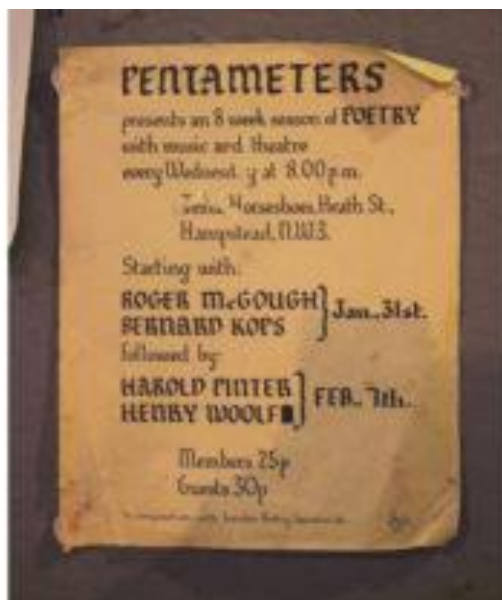 PENTAMETERS
presents an 8 week season of POETRY
with music and theatre
every Wednesd y at 8.00 p.m.
Horseshoes, Heath St.,
Hampstead, N.W.3.
Starting with:
ROGER McGOUGH
BERNARD KOPS
Jan. 31st.
followed by:
HAROLD PINTER
HENRY WOOLF
FEB. 7th.
Members 25p
Guests 30p